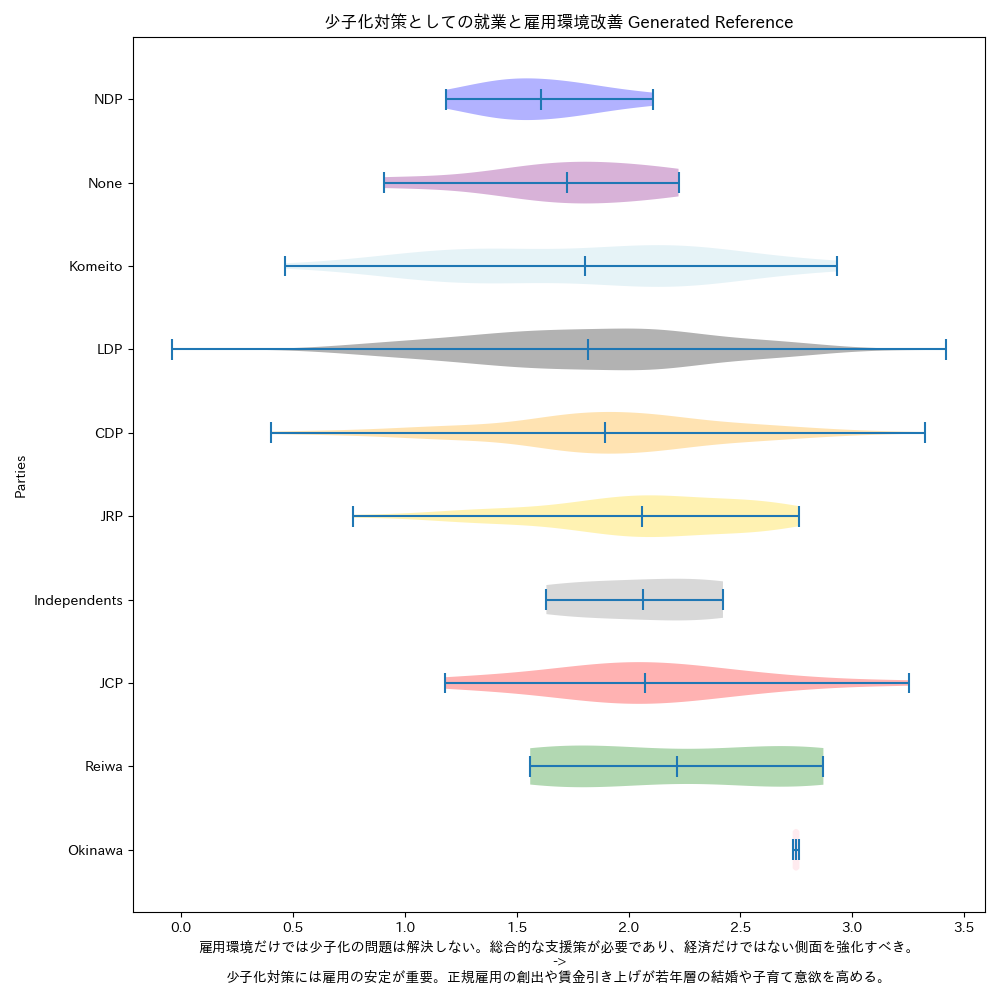 少子化対策としての就業と雇用環境改善 Generated Reference
NDP
None
Komeito
LDP
CDP
Parties
JRP
Independents
JCP
Reiwa
Okinawa
0.0 0.5 1.0 1.5 2.0 2.5 3.0 3.5
雇用環境だけでは少子化の問題は解決しない。総合的な支援策が必要であり、経済だけではない側面を強化すべき。
->
少子化対策には雇用の安定が重要。正規雇用の創出や賃金引き上げが若年層の結婚や子育て意欲を高める。